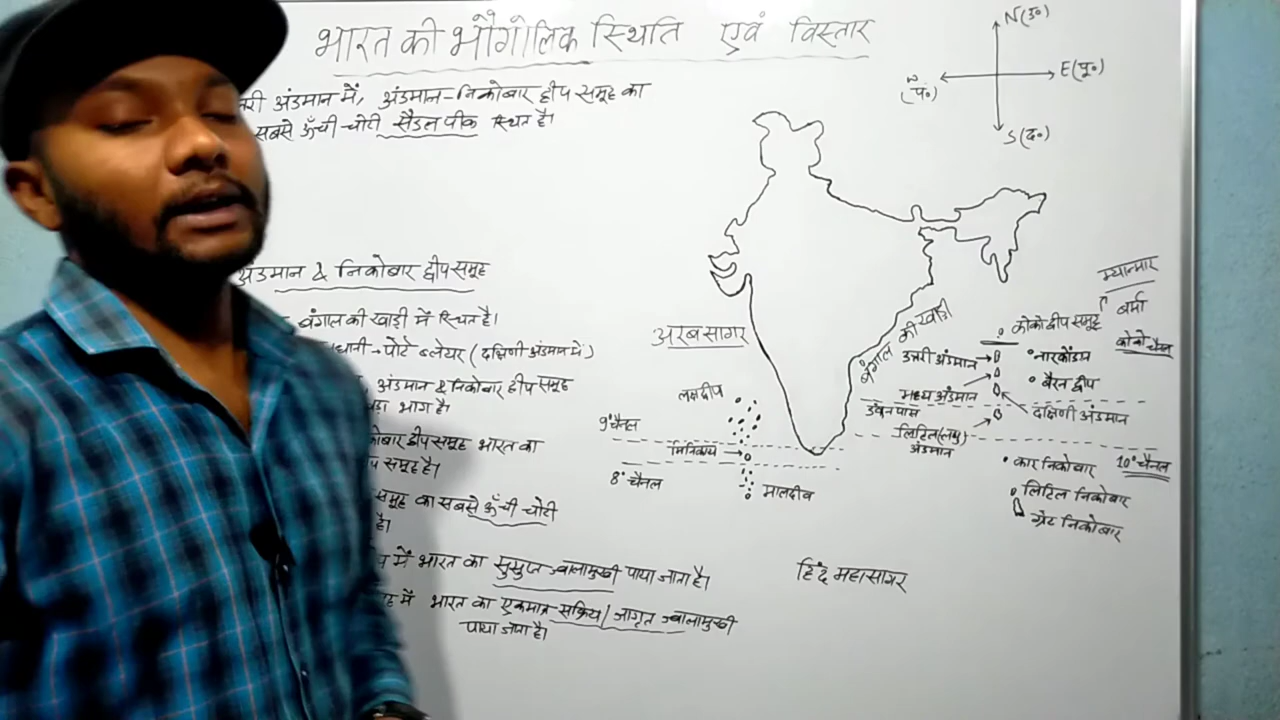 भारत की भौगोलिक स्थिति एवं विस्तार
N(उ०)
E(पू०)
W(प०)
S(द०)
अंडमान में, अंडमान-निकोबार द्वीप समूह का
सबसे ऊँची चोटी सैडल पीक स्थित है।
अंडमान & निकोबार द्वीप समूह
बंगाल की खाड़ी में स्थित है।
पोर्ट ब्लेयर (दक्षिणी अंडमान में)
अंडमान & निकोबार द्वीप समूह
भाग है।
द्वीप समूह भारत का
समूह है।
समूह का सबसे ऊँची चोटी
है।
में भारत का सुसुप्त ज्वालामुखी पाया जाता है।
में भारत का एकमात्र सक्रिय/जागृत ज्वालामुखी
पाया जाता है।
अरब सागर
बंगाल की खाड़ी
लक्षद्वीप
9° चैनल
मिनिकाय
8° चैनल
मालदीव
हिंद महासागर
म्यान्मार
बर्मा
कोको द्वीप समूह
कोको चैनल
उत्तरी अंडमान
नारकोंडम
बैरन द्वीप
मध्य अंडमान
डंकन पास
दक्षिणी अंडमान
लिटिल(लघु)
अंडमान
कार निकोबार
10° चैनल
लिटिल निकोबार
ग्रेट निकोबार